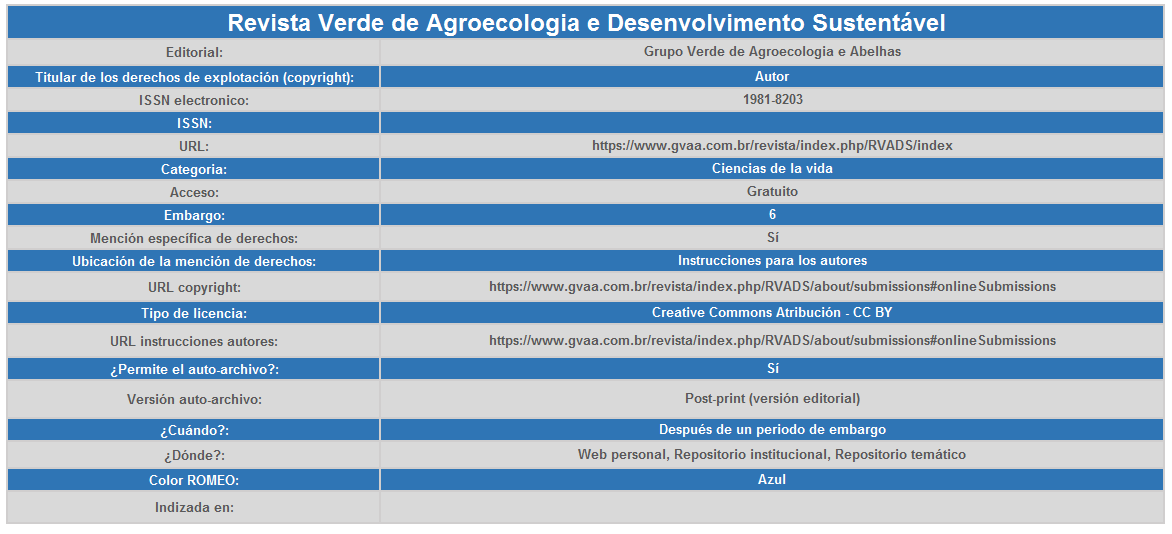 Revista Verde de Agroecologia e Desenvolvimento Sustentável
Editorial: Grupo Verde de Agroecologia e Abelhas
Titular de los derechos de explotación (copyright): Autor
ISSN electronico: 1981-8203
ISSN:
URL: https://www.gvaa.com.br/revista/index.php/RVADS/index
Categoria: Ciencias de la vida
Acceso: Gratuito
Embargo: 6
Mención específica de derechos: Sí
Ubicación de la mención de derechos: Instrucciones para los autores
URL copyright: https://www.gvaa.com.br/revista/index.php/RVADS/about/submissions#onlineSubmissions
Tipo de licencia: Creative Commons Atribución - CC BY
URL instrucciones autores: https://www.gvaa.com.br/revista/index.php/RVADS/about/submissions#onlineSubmissions
¿Permite el auto-archivo?: Sí
Versión auto-archivo: Post-print (versión editorial)
¿Cuándo?: Después de un periodo de embargo
¿Dónde?: Web personal, Repositorio institucional, Repositorio temático
Color ROMEO: Azul
Indizada en: